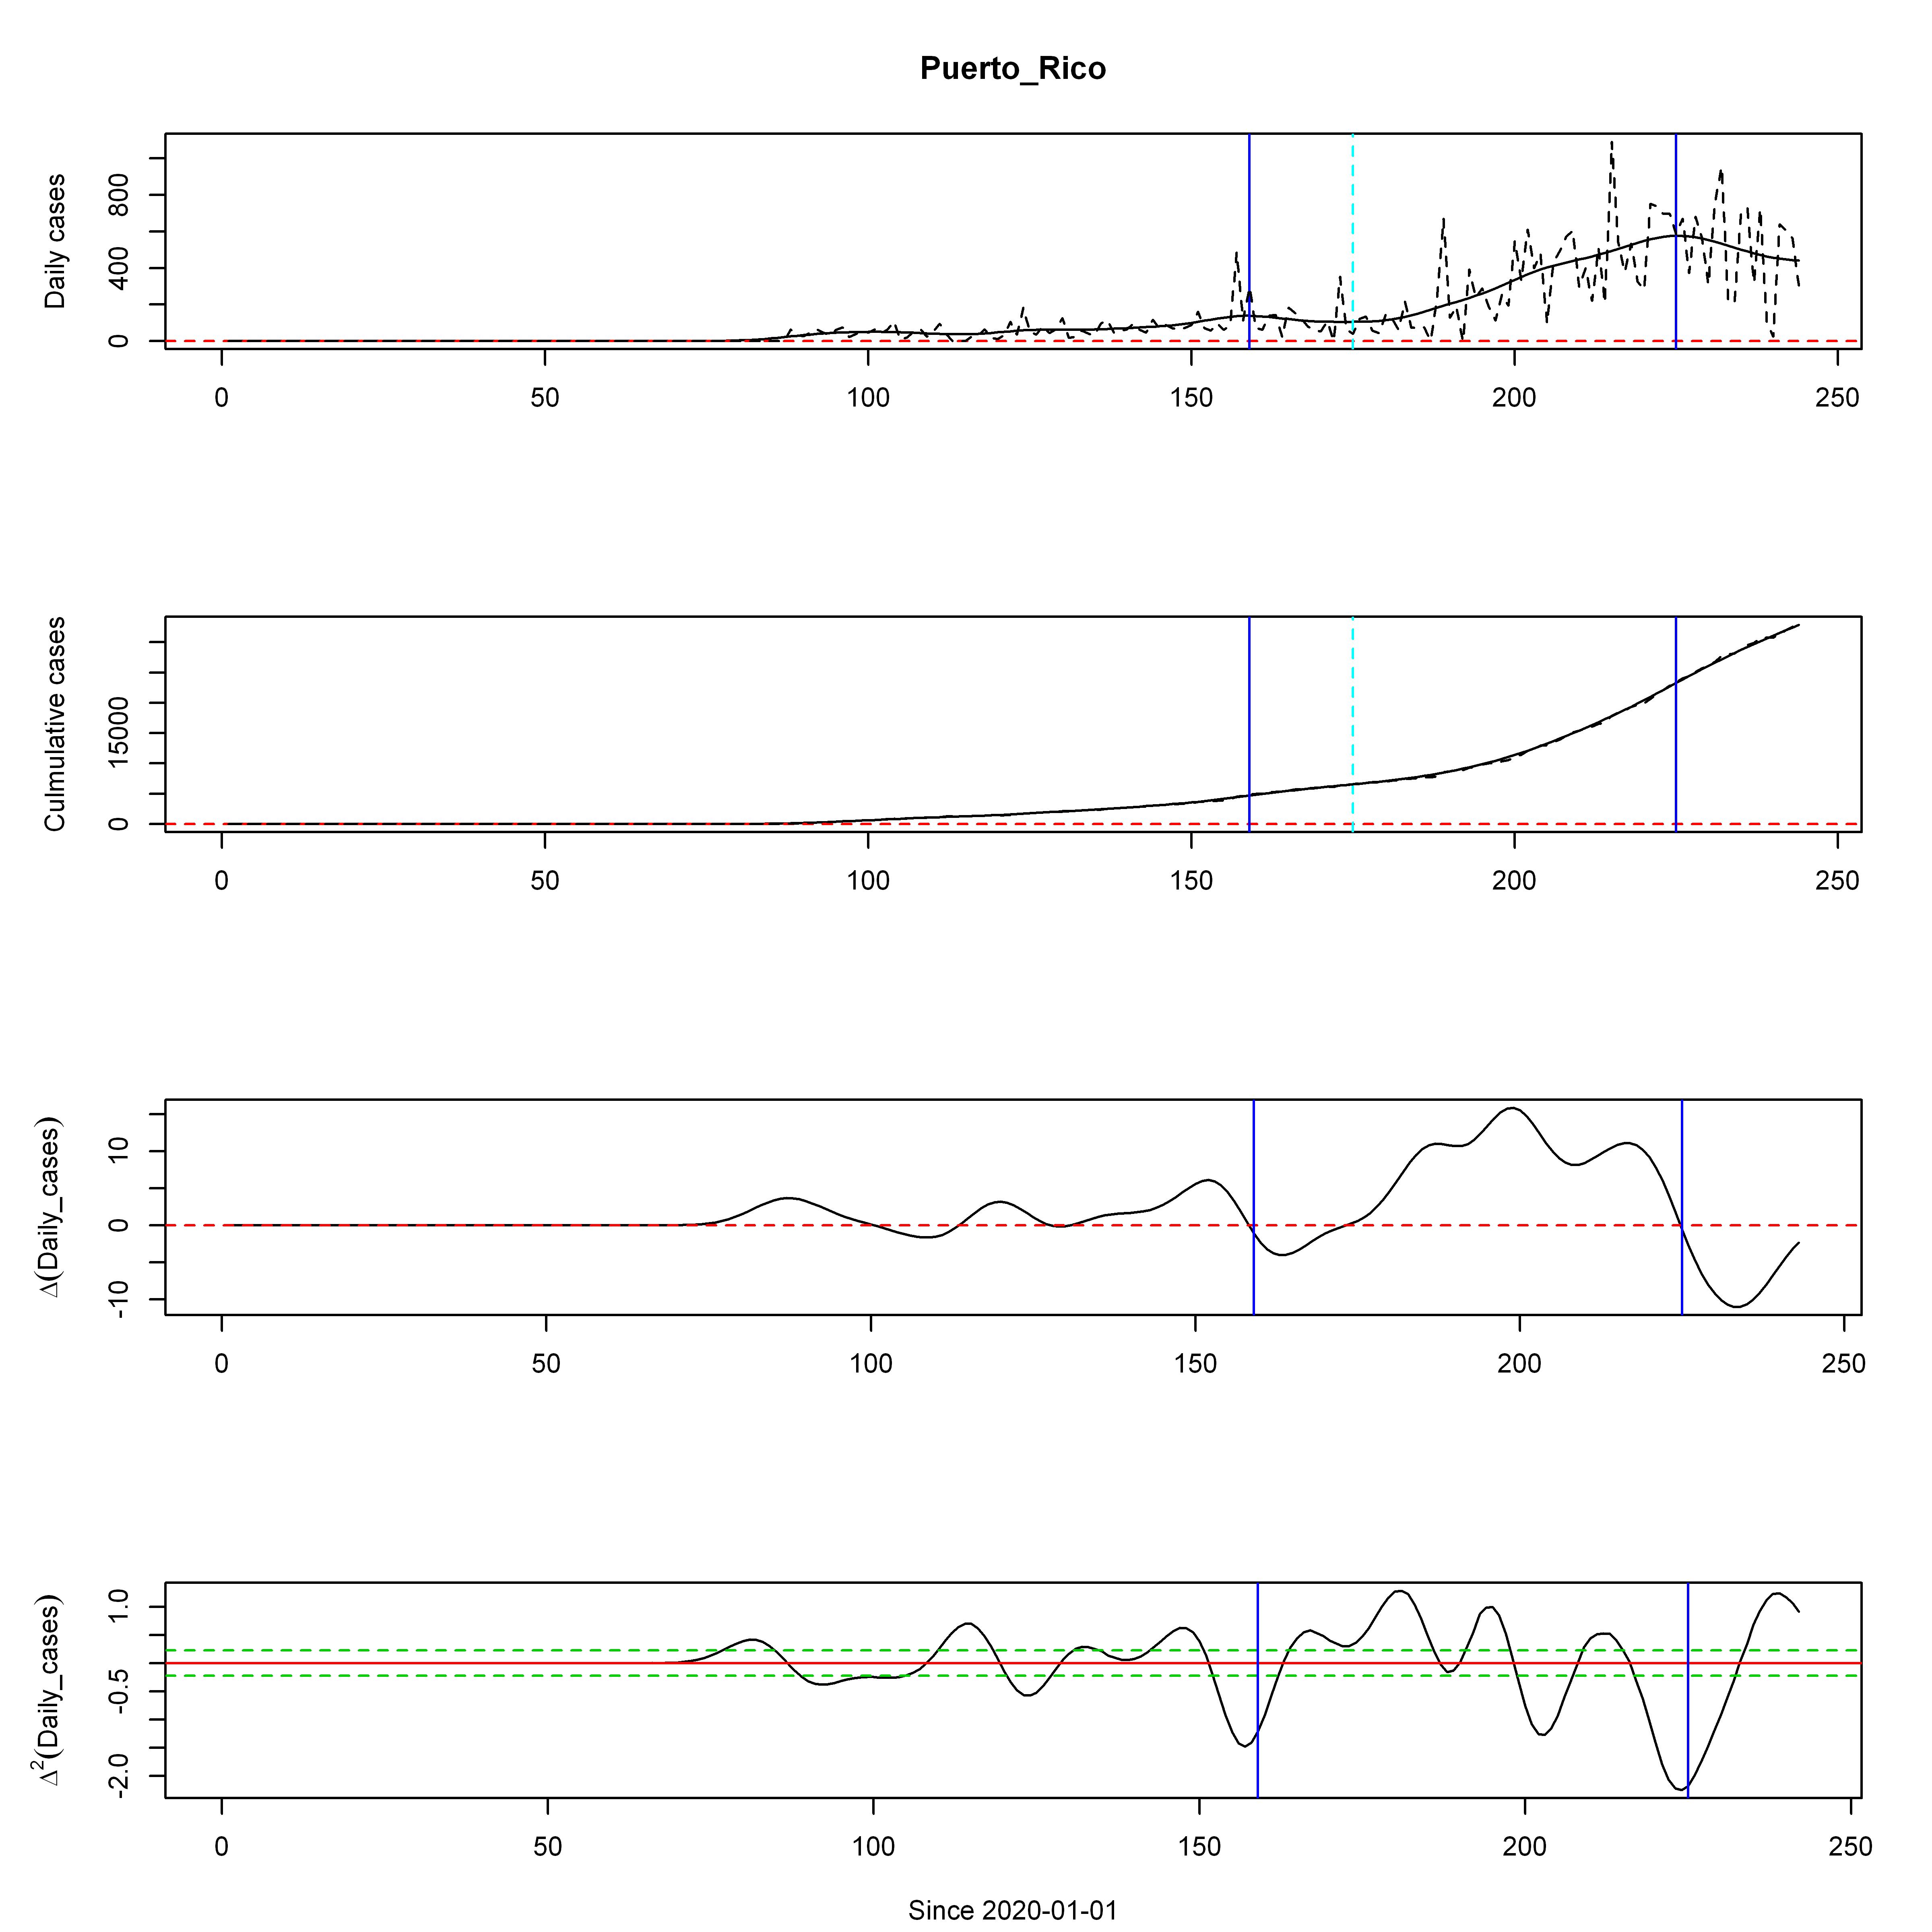 Puerto_Rico
Daily cases
0 400 800
0 50 100 150 200 250
Culmulative cases
0 15000
0 50 100 150 200 250
Δ(Daily_cases)
-10 0 10
0 50 100 150 200 250
Δ²(Daily_cases)
-2.0 -0.5 1.0
0 50 100 150 200 250
Since 2020-01-01